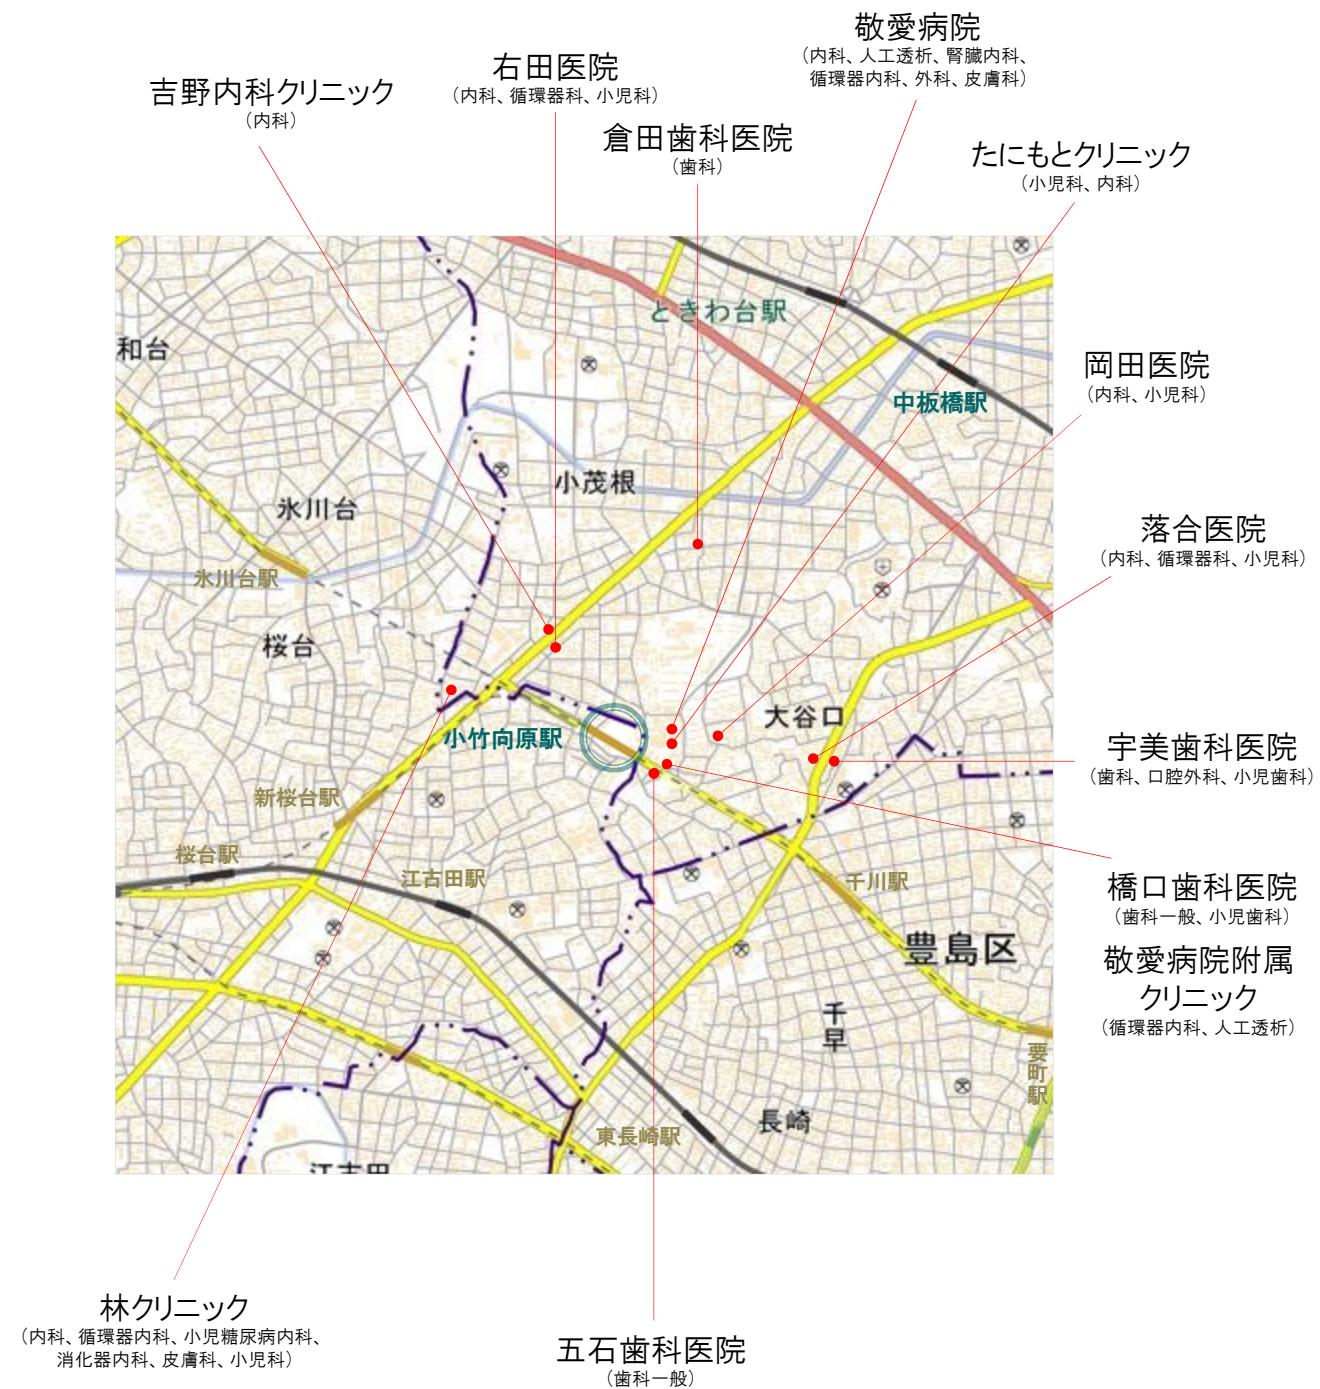 敬愛病院
（内科、人工透析、腎臓内科、
循環器内科、外科、皮膚科）
右田医院
（内科、循環器科、小児科）
吉野内科クリニック
（内科）
倉田歯科医院
（歯科）
たにもとクリニック
（小児科、内科）
ときわ台駅
和台
岡田医院
（内科、小児科）
中板橋駅
小茂根
氷川台
落合医院
（内科、循環器科、小児科）
氷川台駅
桜台
大谷口
小竹向原駅
宇美歯科医院
（歯科、口腔外科、小児歯科）
新桜台駅
桜台駅
江古田駅
千川駅
橋口歯科医院
（歯科一般、小児歯科）
豊島区
敬愛病院附属
クリニック
（循環器内科、人工透析）
千早
要町駅
長崎
東長崎駅
江古田
林クリニック
（内科、循環器内科、小児糖尿病内科、
消化器内科、皮膚科、小児科）
五石歯科医院
（歯科一般）